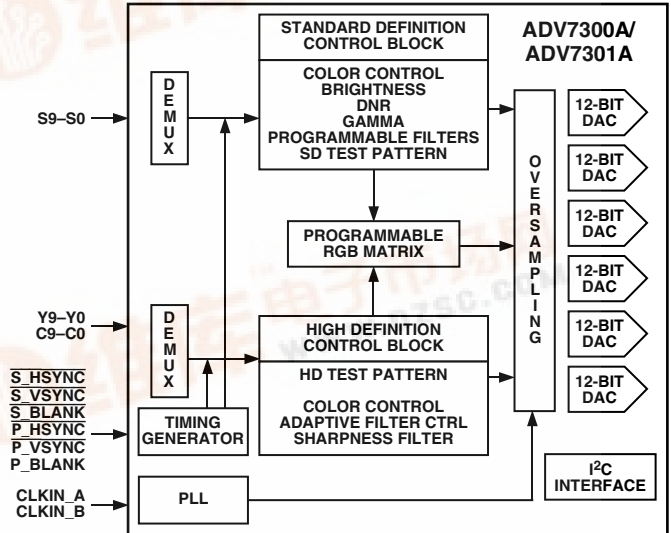 STANDARD DEFINITION
CONTROL BLOCK
ADV7300A/
ADV7301A
COLOR CONTROL
BRIGHTNESS
DNR
GAMMA
PROGRAMMABLE FILTERS
SD TEST PATTERN
DEMUX
S9–S0
OVERSAMPLING
12-BIT
DAC
12-BIT
DAC
12-BIT
DAC
12-BIT
DAC
12-BIT
DAC
12-BIT
DAC
PROGRAMMABLE
RGB MATRIX
Y9–Y0
C9–C0
DEMUX
HIGH DEFINITION
CONTROL BLOCK
HD TEST PATTERN
COLOR CONTROL
ADAPTIVE FILTER CTRL
SHARPNESS FILTER
S_HSYNC
S_VSYNC
S_BLANK
P_HSYNC
P_VSYNC
P_BLANK
TIMING
GENERATOR
CLKIN_A
CLKIN_B
PLL
I2C
INTERFACE